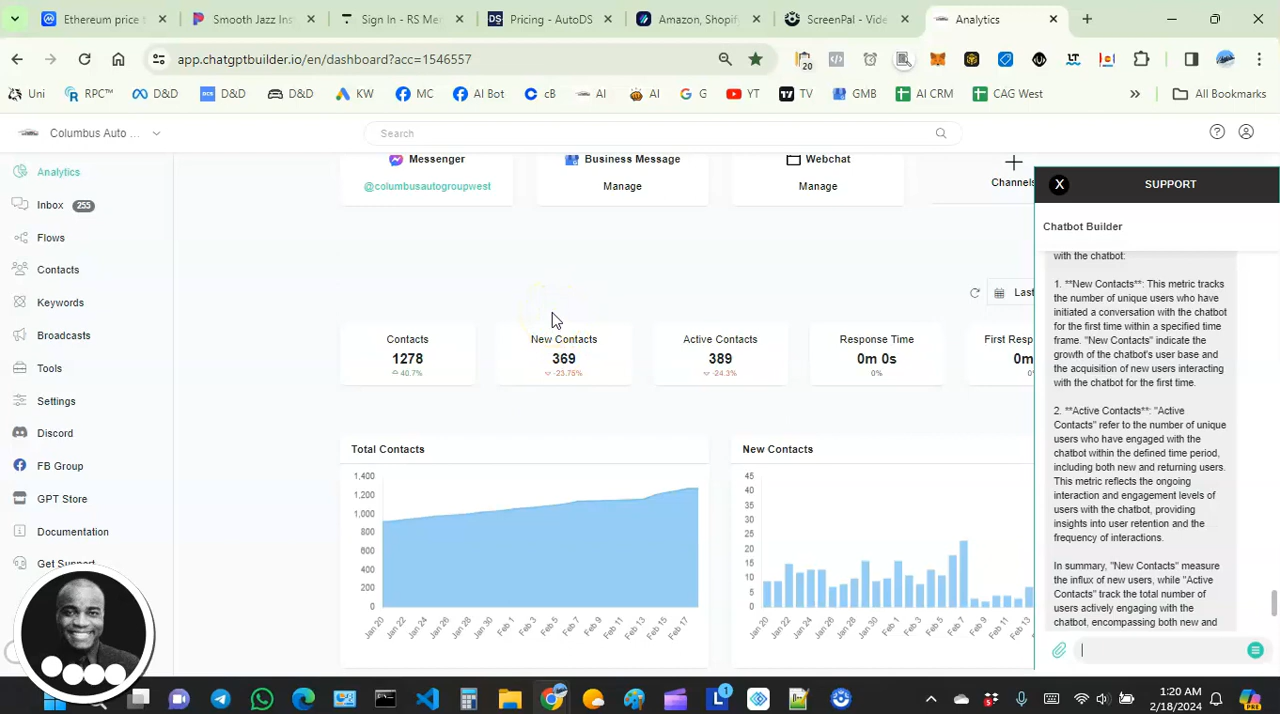 Ethereum price t
Smooth Jazz Ins
Sign In - RS Me
Pricing - AutoDS
Amazon, Shopif
ScreenPal - Vide
Analytics
app.chatgptbuilder.io/en/dashboard?acc=1546557
20
Uni
RPC™
D&D
D&D
D&D
KW
MC
AI Bot
cB
AI
AI
G
YT
TV
GMB
AI CRM
CAG West
All Bookmarks
Columbus Auto ...
Search
Analytics
Inbox 255
Flows
Contacts
Keywords
Broadcasts
Tools
Settings
Discord
FB Group
GPT Store
Documentation
Get Support
Messenger
@columbusautogroupwest
Business Message
Manage
Webchat
Manage
Channels
Last
Contacts
1278
40.7%
New Contacts
369
-23.75%
Active Contacts
389
-24.3%
Response Time
0m 0s
0%
First Resp
0m
Total Contacts
1,400
1,200
1,000
800
600
400
200
0
Jan 20
Jan 22
Jan 24
Jan 26
Jan 28
Jan 30
Feb 1
Feb 3
Feb 5
Feb 7
Feb 9
Feb 11
Feb 13
Feb 15
Feb 17
New Contacts
45
40
35
30
25
20
15
10
5
0
Jan 20
Jan 22
Jan 24
Jan 26
Jan 28
Jan 30
Feb 1
Feb 3
Feb 5
Feb 7
Feb 9
Feb 11
Feb 13
X
SUPPORT
Chatbot Builder
with the chatbot:
1. **New Contacts**: This metric tracks
the number of unique users who have
initiated a conversation with the chatbot
for the first time within a specified time
frame. "New Contacts" indicate the
growth of the chatbot's user base and
the acquisition of new users interacting
with the chatbot for the first time.
2. **Active Contacts**: "Active
Contacts" refer to the number of unique
users who have engaged with the
chatbot within the defined time period,
including both new and returning users.
This metric reflects the ongoing
interaction and engagement levels of
users with the chatbot, providing
insights into user retention and the
frequency of interactions.
In summary, "New Contacts" measure
the influx of new users, while "Active
Contacts" track the total number of
users actively engaging with the
chatbot, encompassing both new and
1:20 AM
2/18/2024